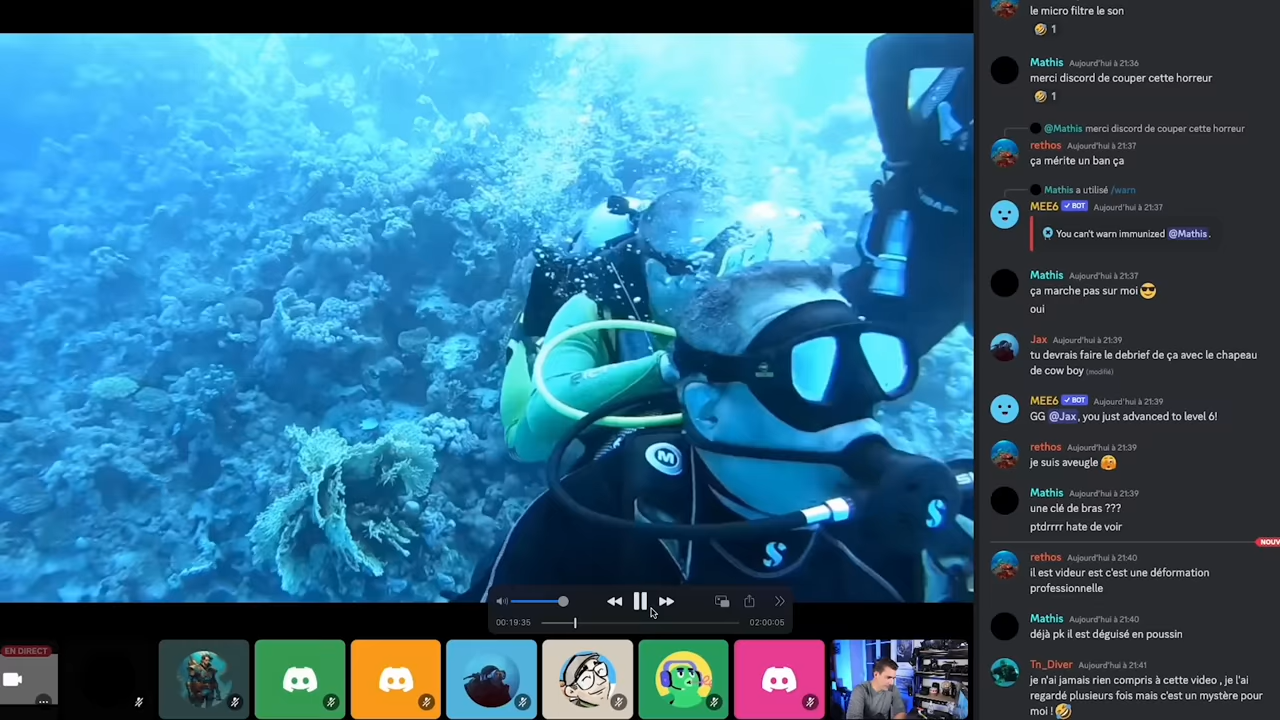 le micro filtre le son
🤣 1
Mathis Aujourd'hui à 21:36
merci discord de couper cette horreur
🤣 1
@Mathis merci discord de couper cette horreur
rethos Aujourd'hui à 21:37
ça mérite un ban ça
Mathis a utilisé /warn
MEE6 ✓ BOT Aujourd'hui à 21:37
You can't warn immunized @Mathis.
Mathis Aujourd'hui à 21:37
ça marche pas sur moi 😎
oui
Jax Aujourd'hui à 21:39
tu devrais faire le debrief de ça avec le chapeau
de cow boy (modifié)
MEE6 ✓ BOT Aujourd'hui à 21:39
GG @Jax, you just advanced to level 6!
rethos Aujourd'hui à 21:39
je suis aveugle 🥰
Mathis Aujourd'hui à 21:39
une clé de bras ???
ptdrrrr hate de voir
NOUV
rethos Aujourd'hui à 21:40
il est videur est c'est une déformation
professionnelle
Mathis Aujourd'hui à 21:40
déjà pk il est déguisé en poussin
Tn_Diver Aujourd'hui à 21:41
je n'ai jamais rien compris à cette video , je l'ai
regardé plusieurs fois mais c'est un mystère pour
moi ! 🤣
M
S
S
00:19:35
02:00:05
EN DIRECT